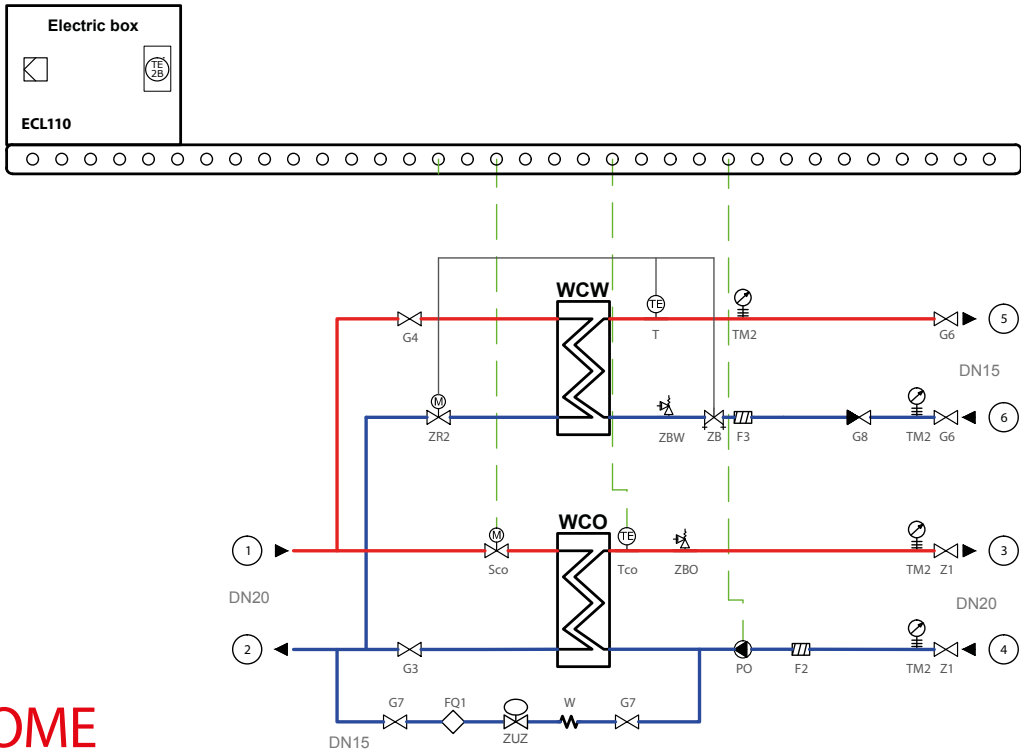 Electric box
TE
2B
ECL110
WCW
TE
G4
T
TM2
G6
5
DN15
M
ZR2
ZBW
ZB
F3
G8
TM2
G6
6
WCO
M
TE
1
Sco
Tco
ZBO
TM2
Z1
3
DN20
DN20
2
G3
PO
F2
TM2
Z1
4
G7
FQ1
ZUZ
W
G7
DN15
OME